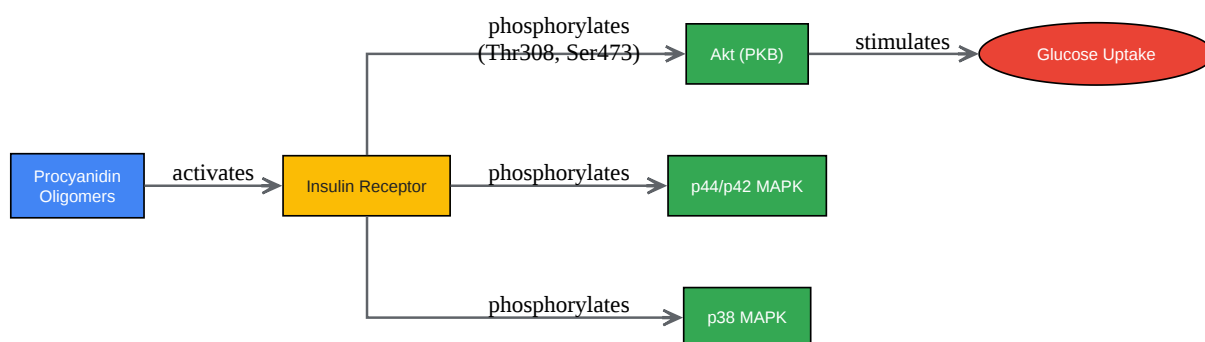 phosphorylates
(Thr308, Ser473)
Akt (PKB)
stimulates
Glucose Uptake
Procyanidin
Oligomers
activates
Insulin Receptor
phosphorylates
p44/p42 MAPK
phosphorylates
p38 MAPK